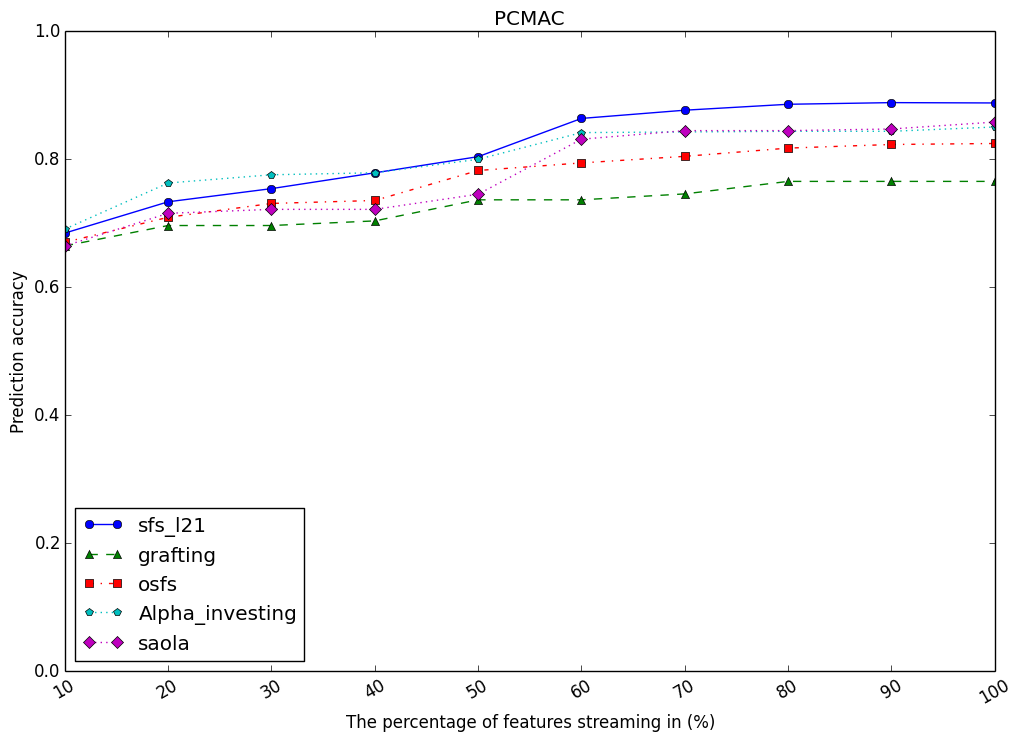 PCMAC
1.0
0.8
0.6
0.4
0.2
0.0
Prediction accuracy
sfs_l21
grafting
osfs
Alpha_investing
saola
10 20 30 40 50 60 70 80 90 100
The percentage of features streaming in (%)